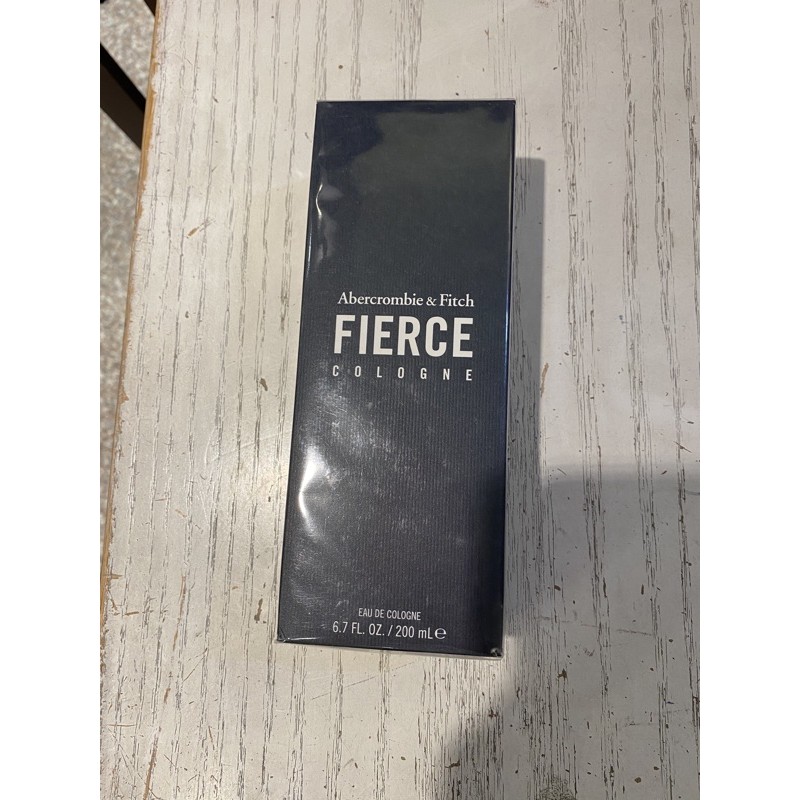 Abercrombie & Fitch
FIERCE
COLOGNE
EAU DE COLOGNE
6.7 FL. OZ. / 200 mL ℮